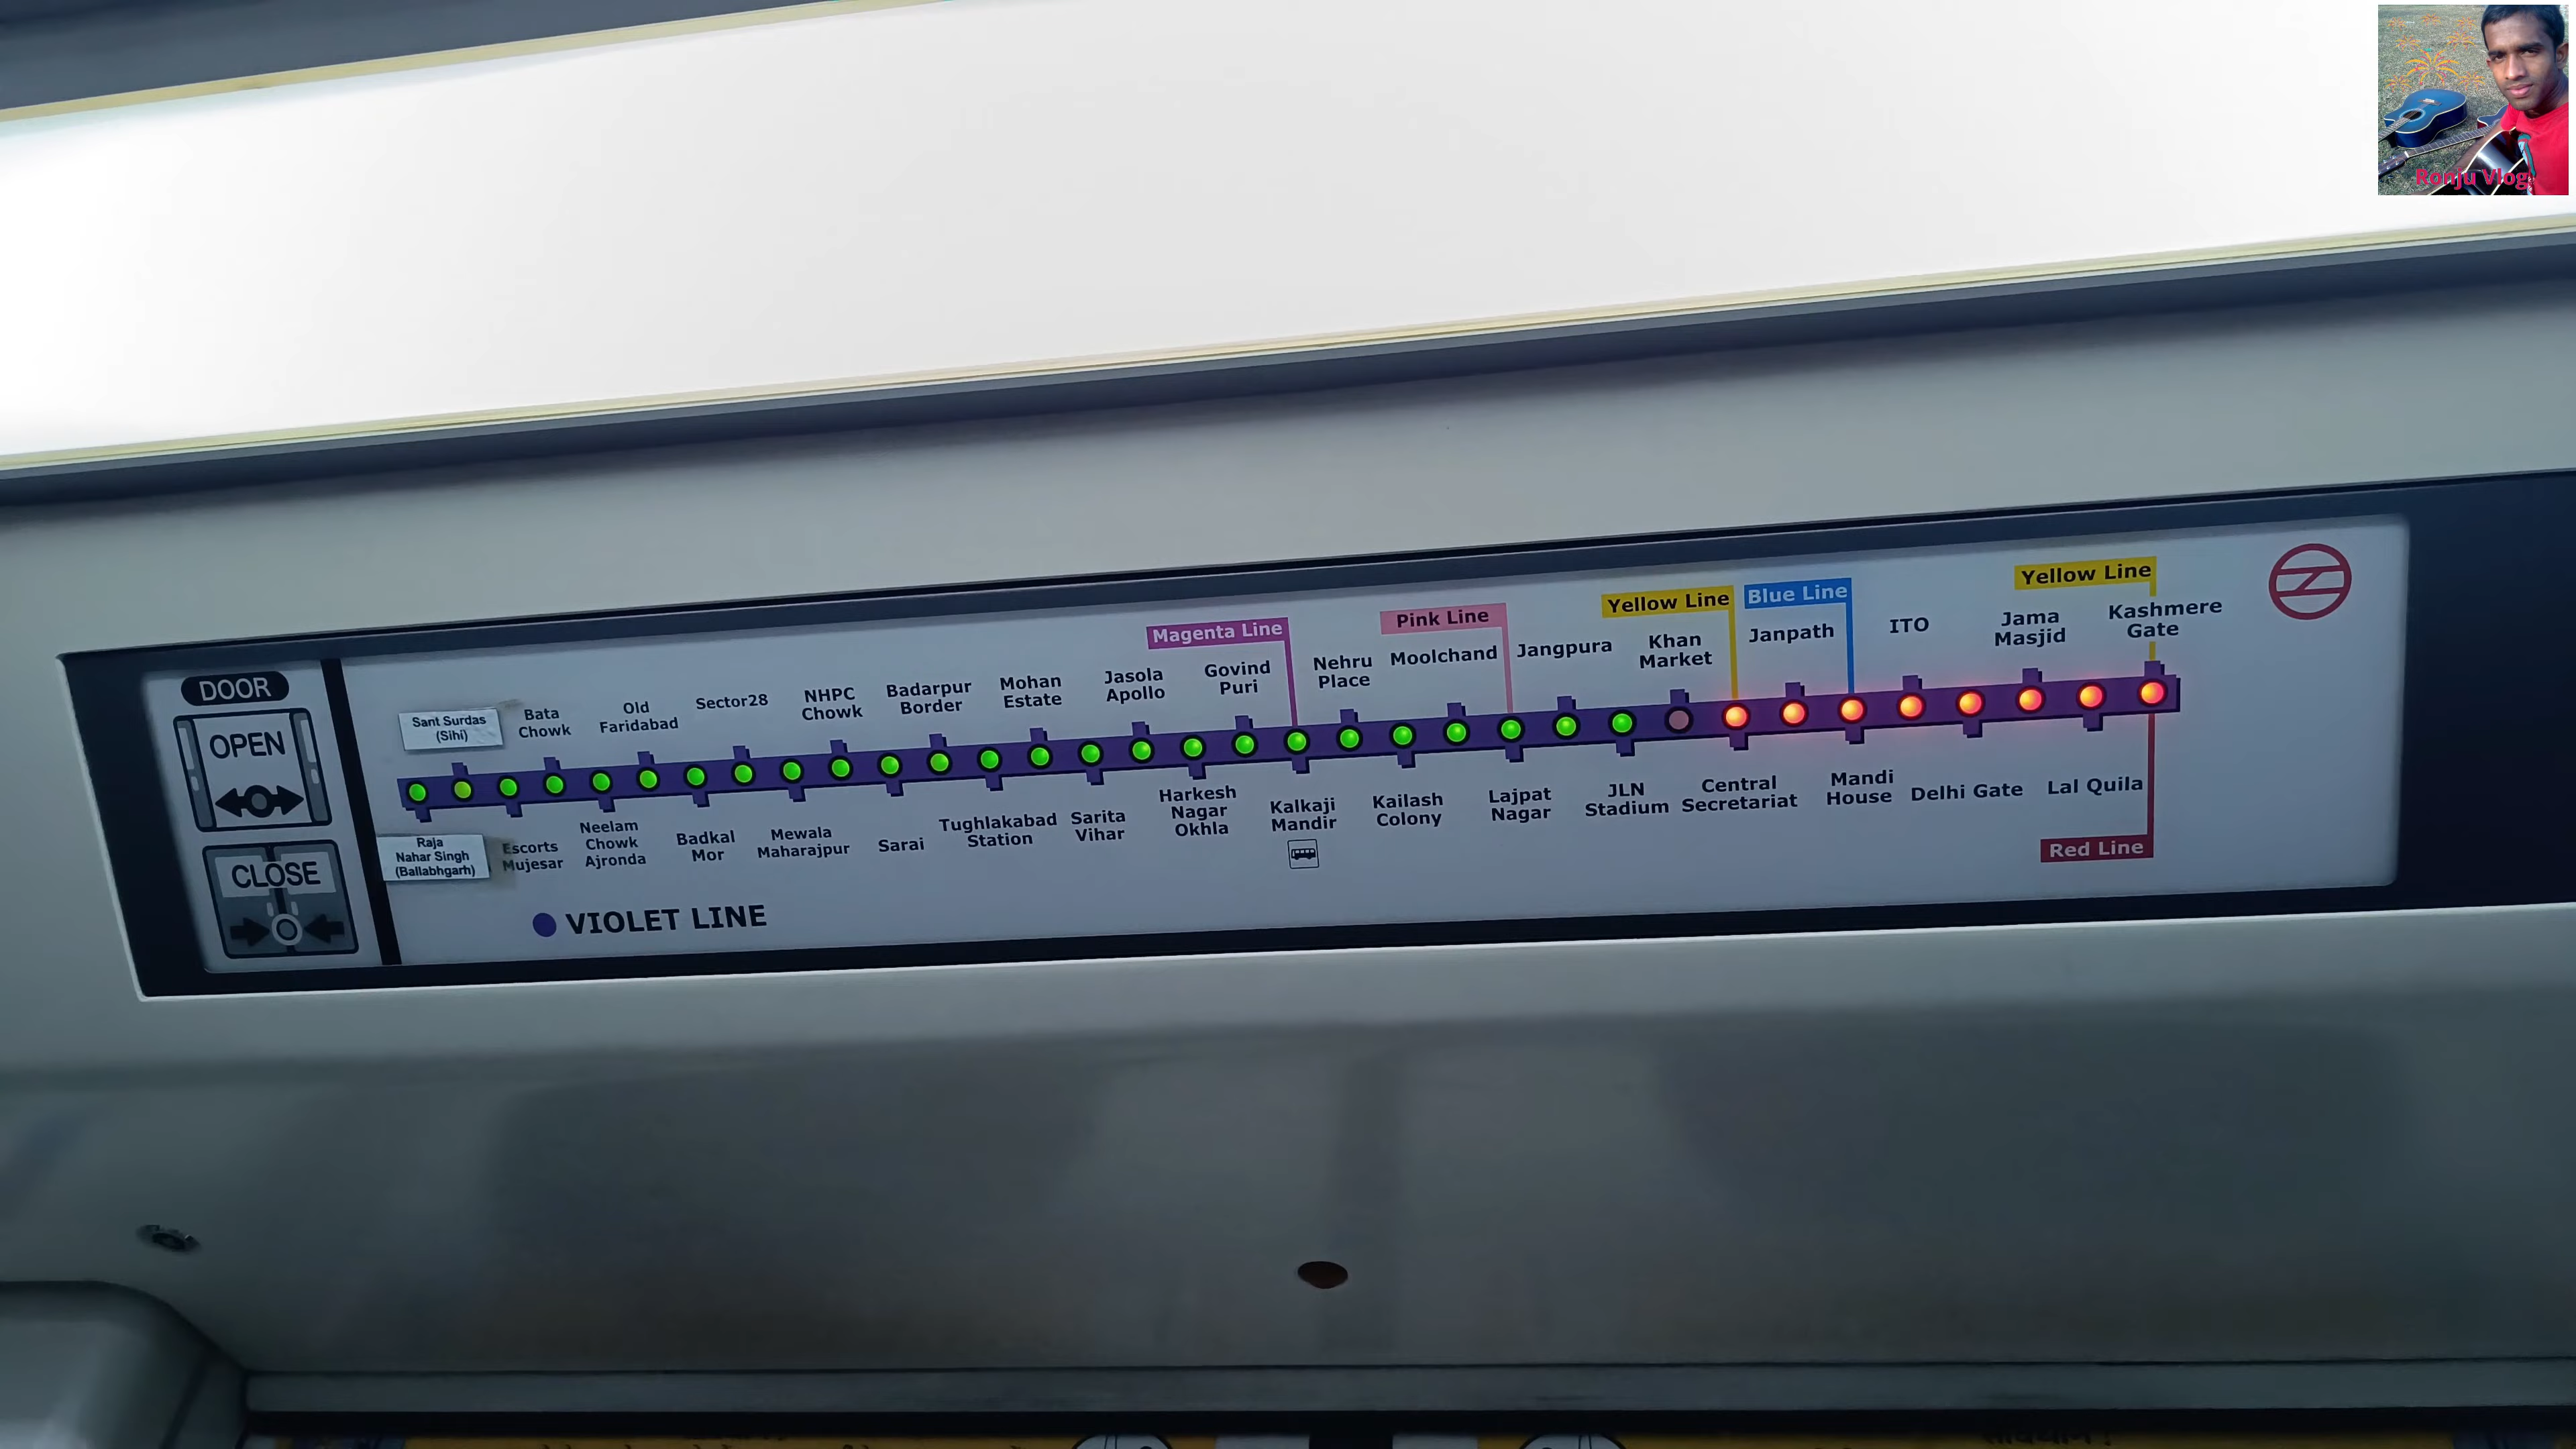 Ronju Vlog
DOOR
OPEN
CLOSE
Magenta Line
Pink Line
Yellow Line
Blue Line
Yellow Line
Sant Surdas
(Sihi)
Bata
Chowk
Old
Faridabad
Sector28
NHPC
Chowk
Badarpur
Border
Mohan
Estate
Jasola
Apollo
Govind
Puri
Nehru
Place
Moolchand
Jangpura
Khan
Market
Janpath
ITO
Jama
Masjid
Kashmere
Gate
Raja
Nahar Singh
(Ballabhgarh)
Escorts
Mujesar
Neelam
Chowk
Ajronda
Badkal
Mor
Mewala
Maharajpur
Sarai
Tughlakabad
Station
Sarita
Vihar
Harkesh
Nagar
Okhla
Kalkaji
Mandir
Kailash
Colony
Lajpat
Nagar
JLN
Stadium
Central
Secretariat
Mandi
House
Delhi Gate
Lal Quila
Red Line
VIOLET LINE